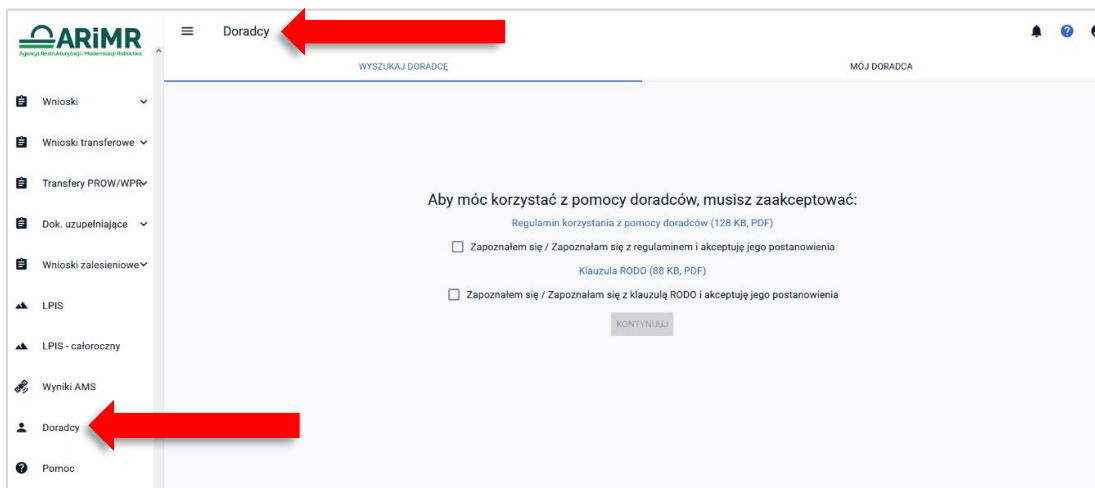 ARiMR
Agencja Restrukturyzacji i Modernizacji Rolnictwa
Doradcy
WYSZUKAJ DORADCĘ
MÓJ DORADCA
Wnioski
Wnioski transferowe
Transfery PROW/WPR
Dok. uzupełniające
Wnioski zalesieniowe
LPIS
LPIS - całoroczny
Wyniki AMS
Doradcy
Pomoc
Aby móc korzystać z pomocy doradców, musisz zaakceptować:
Regulamin korzystania z pomocy doradców (128 KB, PDF)
Zapoznałem się / Zapoznałam się z regulaminem i akceptuję jego postanowienia
Klauzula RODO (88 KB, PDF)
Zapoznałem się / Zapoznałam się z klauzulą RODO i akceptuję jego postanowienia
KONTYNUUJ